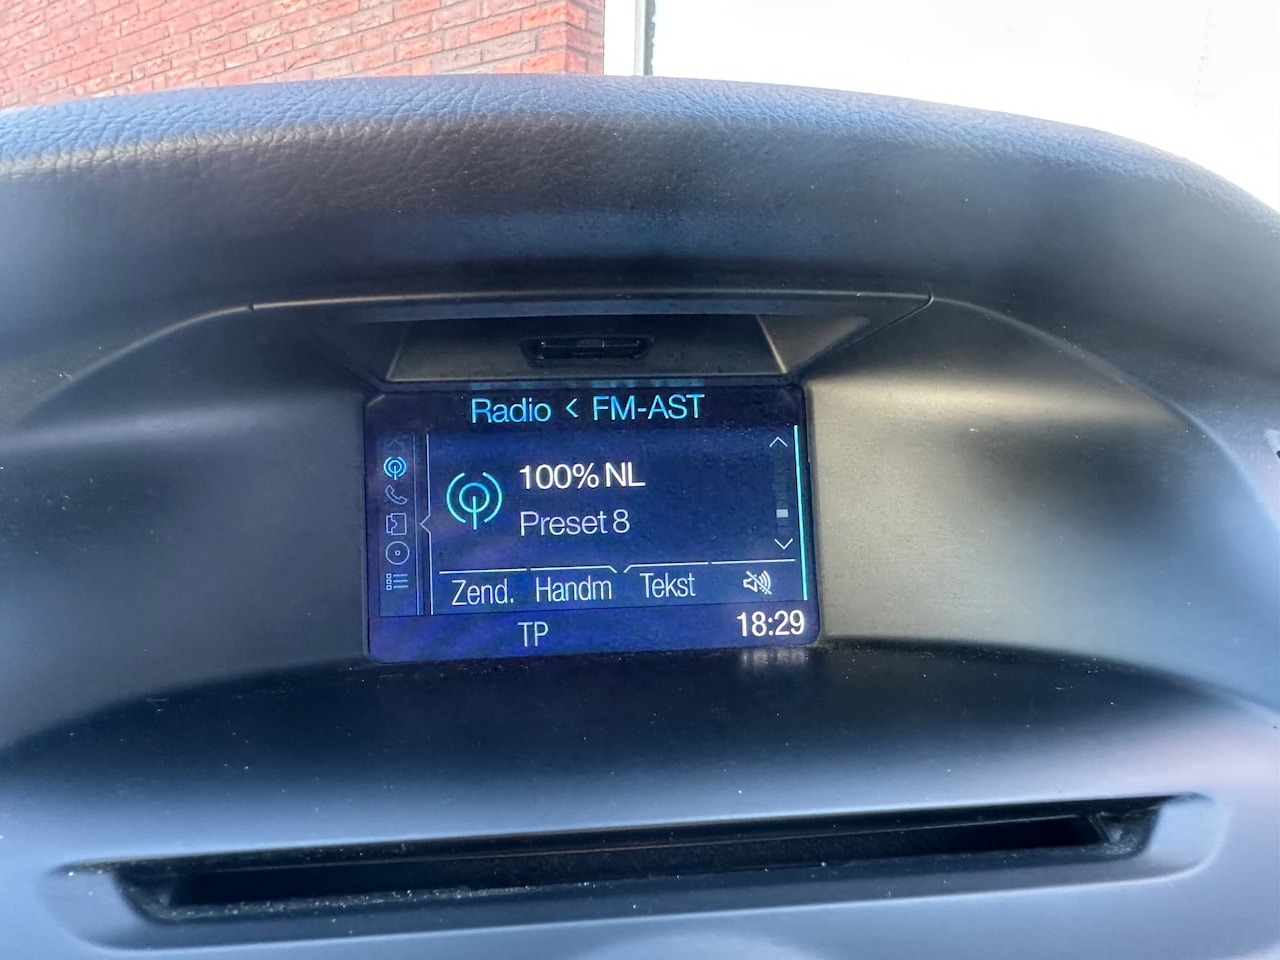 Radio < FM-AST
100% NL
Preset 8
Zend. Handm Tekst
TP 18:29